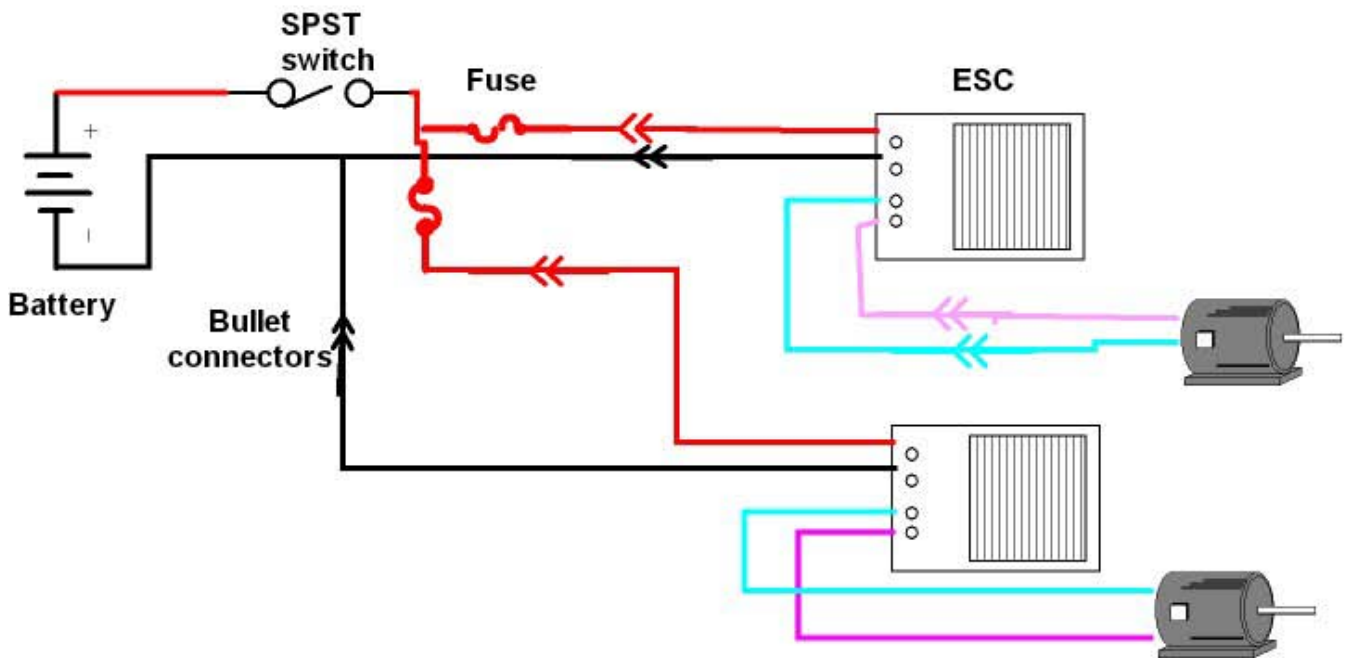 SPST
switch
Fuse
ESC
+
–
Battery
Bullet
connectors